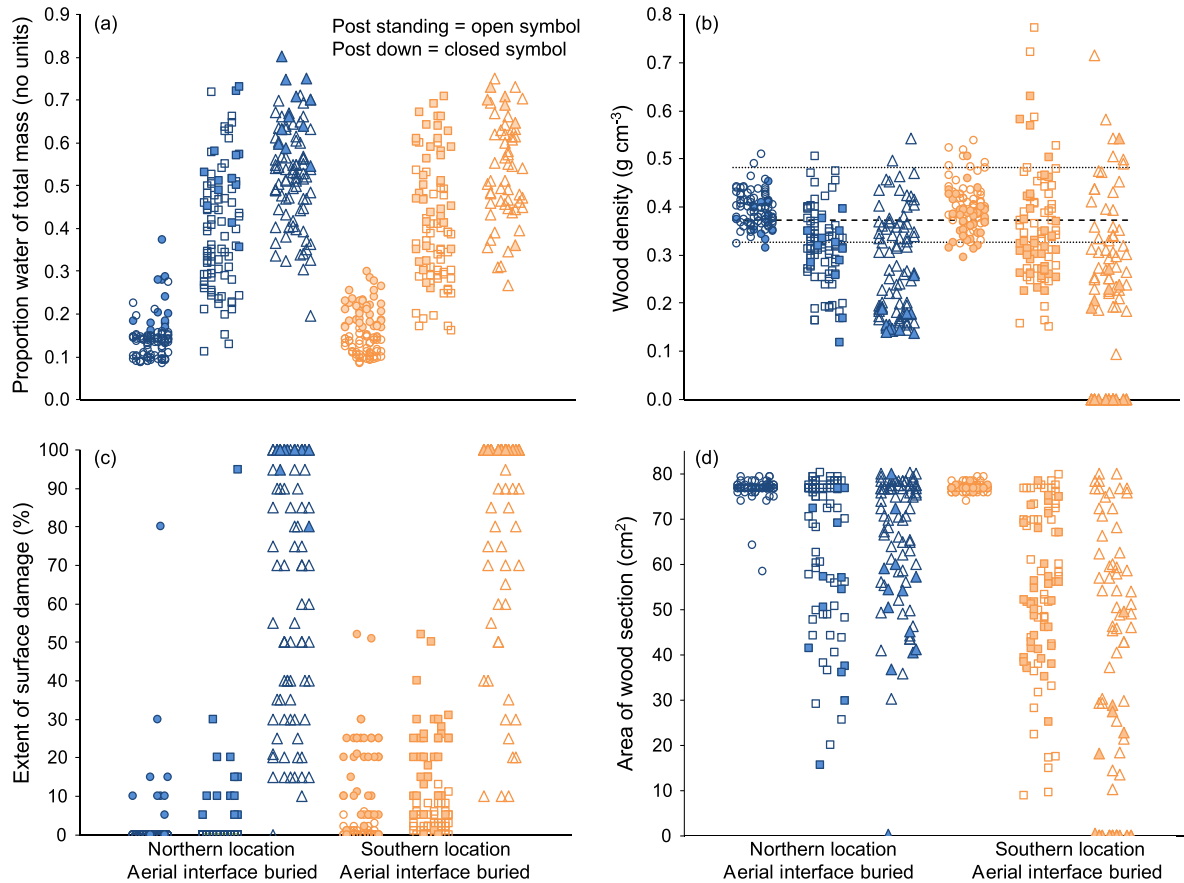 (a)
Post standing = open symbol
Post down = closed symbol
Proportion water of total mass (no units)
0.9
0.8
0.7
0.6
0.5
0.4
0.3
0.2
0.1
0.0
(b)
Wood density (g cm-3)
0.8
0.7
0.6
0.5
0.4
0.3
0.2
0.1
0.0
(c)
Extent of surface damage (%)
100
90
80
70
60
50
40
30
20
10
0
Northern location
Aerial interface buried
Southern location
Aerial interface buried
(d)
Area of wood section (cm2)
80
70
60
50
40
30
20
10
0
Northern location
Aerial interface buried
Southern location
Aerial interface buried